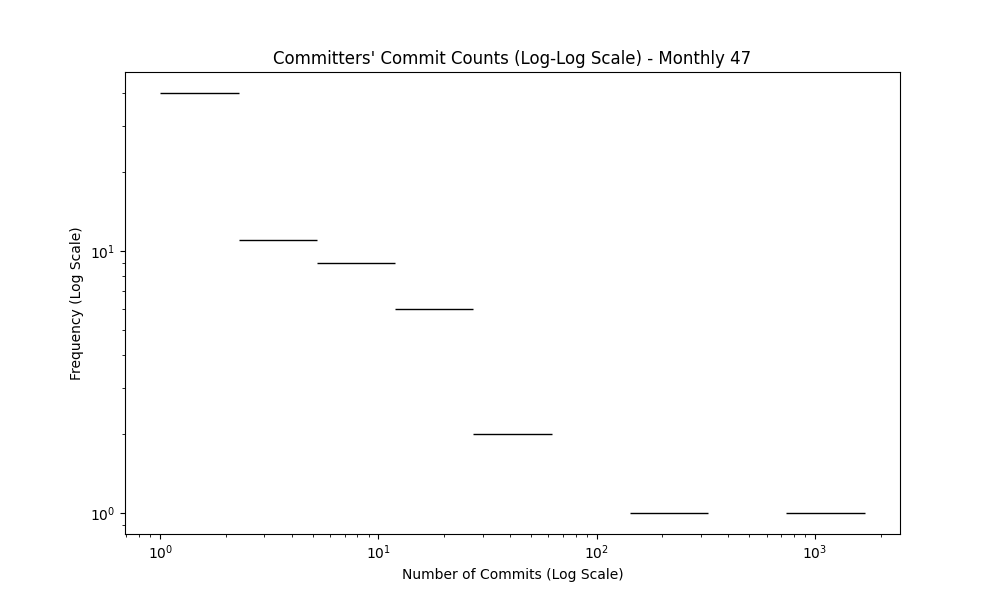 Committers' Commit Counts (Log-Log Scale) - Monthly 47
Frequency (Log Scale)
10¹
10⁰
10⁰ 10¹ 10² 10³
Number of Commits (Log Scale)